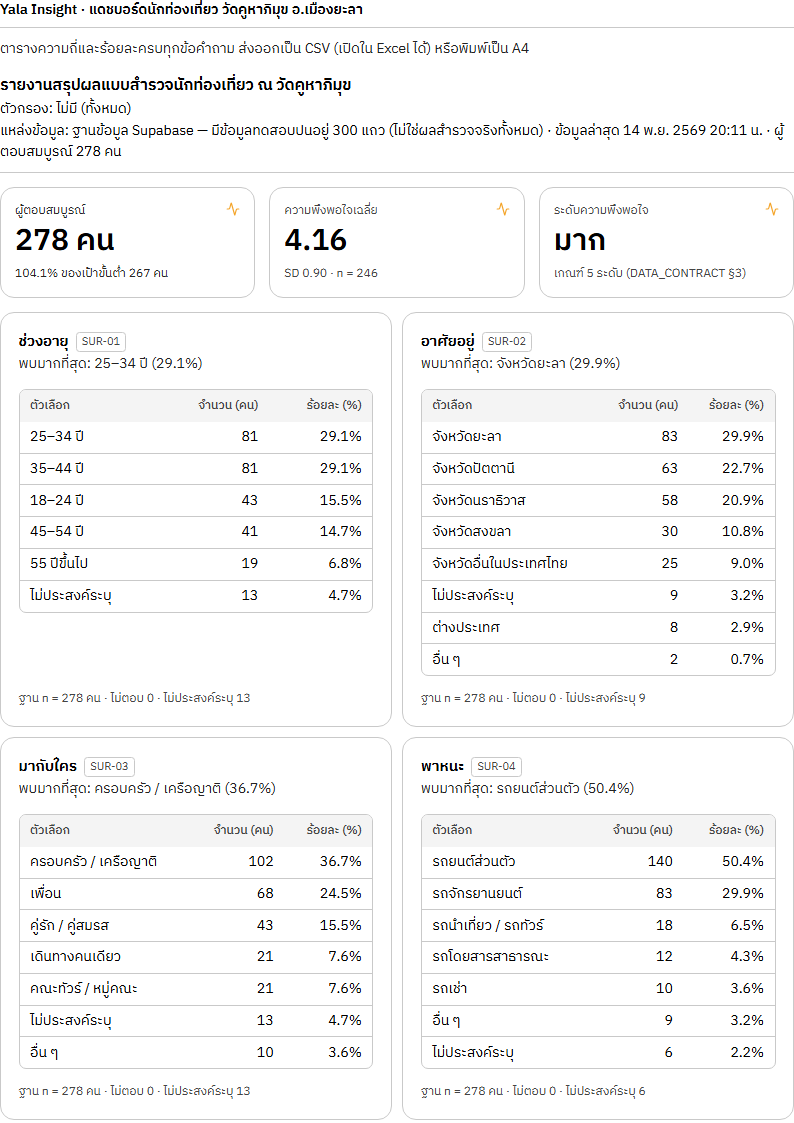 Yala Insight · แดชบอร์ดนักท่องเที่ยว วัดคูหาภิมุข อ.เมืองยะลา
ตารางความถี่และร้อยละครบทุกข้อคำถาม ส่งออกเป็น CSV (เปิดใน Excel ได้) หรือพิมพ์เป็น A4
รายงานสรุปผลแบบสำรวจนักท่องเที่ยว ณ วัดคูหาภิมุข
ตัวกรอง: ไม่มี (ทั้งหมด)
แหล่งข้อมูล: ฐานข้อมูล Supabase — มีข้อมูลทดสอบปนอยู่ 300 แถว (ไม่ใช่ผลสำรวจจริงทั้งหมด) · ข้อมูลล่าสุด 14 พ.ย. 2569 20:11 น. · ผู้
ตอบสมบูรณ์ 278 คน
ผู้ตอบสมบูรณ์
278 คน
104.1% ของเป้าขั้นต่ำ 267 คน
ความพึงพอใจเฉลี่ย
4.16
SD 0.90 · n = 246
ระดับความพึงพอใจ
มาก
เกณฑ์ 5 ระดับ (DATA_CONTRACT §3)
ช่วงอายุ SUR-01
พบมากที่สุด: 25–34 ปี (29.1%)
ตัวเลือก จำนวน (คน) ร้อยละ (%)
25–34 ปี 81 29.1%
35–44 ปี 81 29.1%
18–24 ปี 43 15.5%
45–54 ปี 41 14.7%
55 ปีขึ้นไป 19 6.8%
ไม่ประสงค์ระบุ 13 4.7%
ฐาน n = 278 คน · ไม่ตอบ 0 · ไม่ประสงค์ระบุ 13
อาศัยอยู่ SUR-02
พบมากที่สุด: จังหวัดยะลา (29.9%)
ตัวเลือก จำนวน (คน) ร้อยละ (%)
จังหวัดยะลา 83 29.9%
จังหวัดปัตตานี 63 22.7%
จังหวัดนราธิวาส 58 20.9%
จังหวัดสงขลา 30 10.8%
จังหวัดอื่นในประเทศไทย 25 9.0%
ไม่ประสงค์ระบุ 9 3.2%
ต่างประเทศ 8 2.9%
อื่น ๆ 2 0.7%
ฐาน n = 278 คน · ไม่ตอบ 0 · ไม่ประสงค์ระบุ 9
มากับใคร SUR-03
พบมากที่สุด: ครอบครัว / เครือญาติ (36.7%)
ตัวเลือก จำนวน (คน) ร้อยละ (%)
ครอบครัว / เครือญาติ 102 36.7%
เพื่อน 68 24.5%
คู่รัก / คู่สมรส 43 15.5%
เดินทางคนเดียว 21 7.6%
คณะทัวร์ / หมู่คณะ 21 7.6%
ไม่ประสงค์ระบุ 13 4.7%
อื่น ๆ 10 3.6%
ฐาน n = 278 คน · ไม่ตอบ 0 · ไม่ประสงค์ระบุ 13
พาหนะ SUR-04
พบมากที่สุด: รถยนต์ส่วนตัว (50.4%)
ตัวเลือก จำนวน (คน) ร้อยละ (%)
รถยนต์ส่วนตัว 140 50.4%
รถจักรยานยนต์ 83 29.9%
รถนำเที่ยว / รถทัวร์ 18 6.5%
รถโดยสารสาธารณะ 12 4.3%
รถเช่า 10 3.6%
อื่น ๆ 9 3.2%
ไม่ประสงค์ระบุ 6 2.2%
ฐาน n = 278 คน · ไม่ตอบ 0 · ไม่ประสงค์ระบุ 6